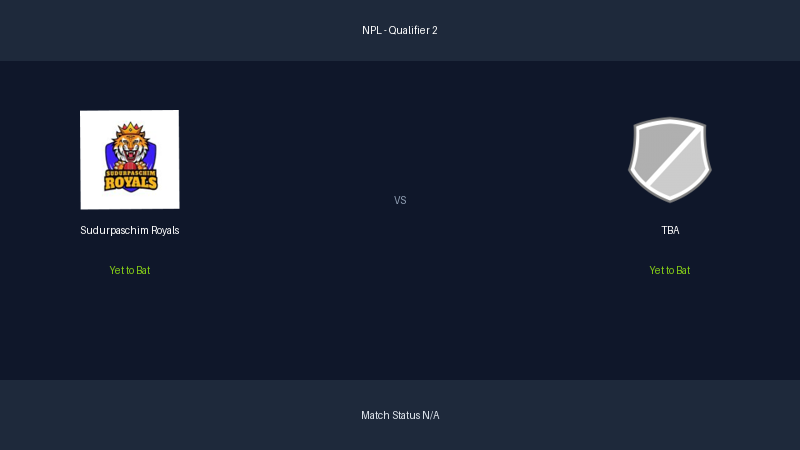 NPL - Qualifier 2
SUDURPASCHIM
ROYALS
VS
Sudurpaschim Royals
TBA
Yet to Bat
Yet to Bat
Match Status N/A